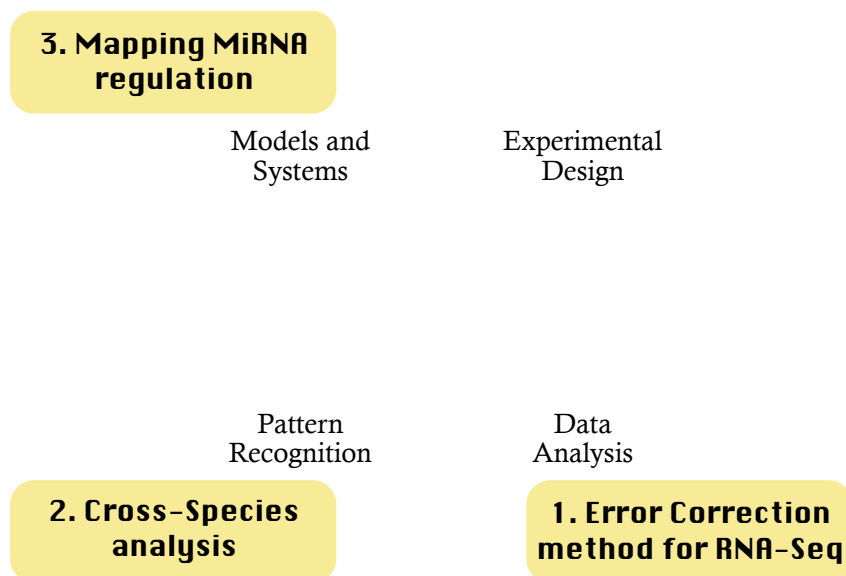 3. Mapping MiRNA
regulation
Models and
Systems
Experimental
Design
Pattern
Recognition
Data
Analysis
2. Cross-Species
analysis
1. Error Correction
method for RNA-Seq